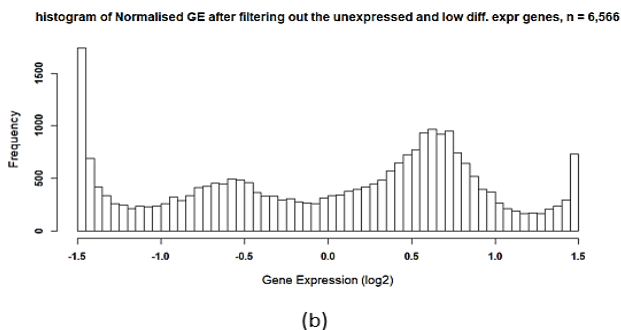 histogram of Normalised GE after filtering out the unexpressed and low diff. expr genes, n = 6,566
1500
1000
500
0
Frequency
-1.5 -1.0 -0.5 0.0 0.5 1.0 1.5
Gene Expression (log2)
(b)